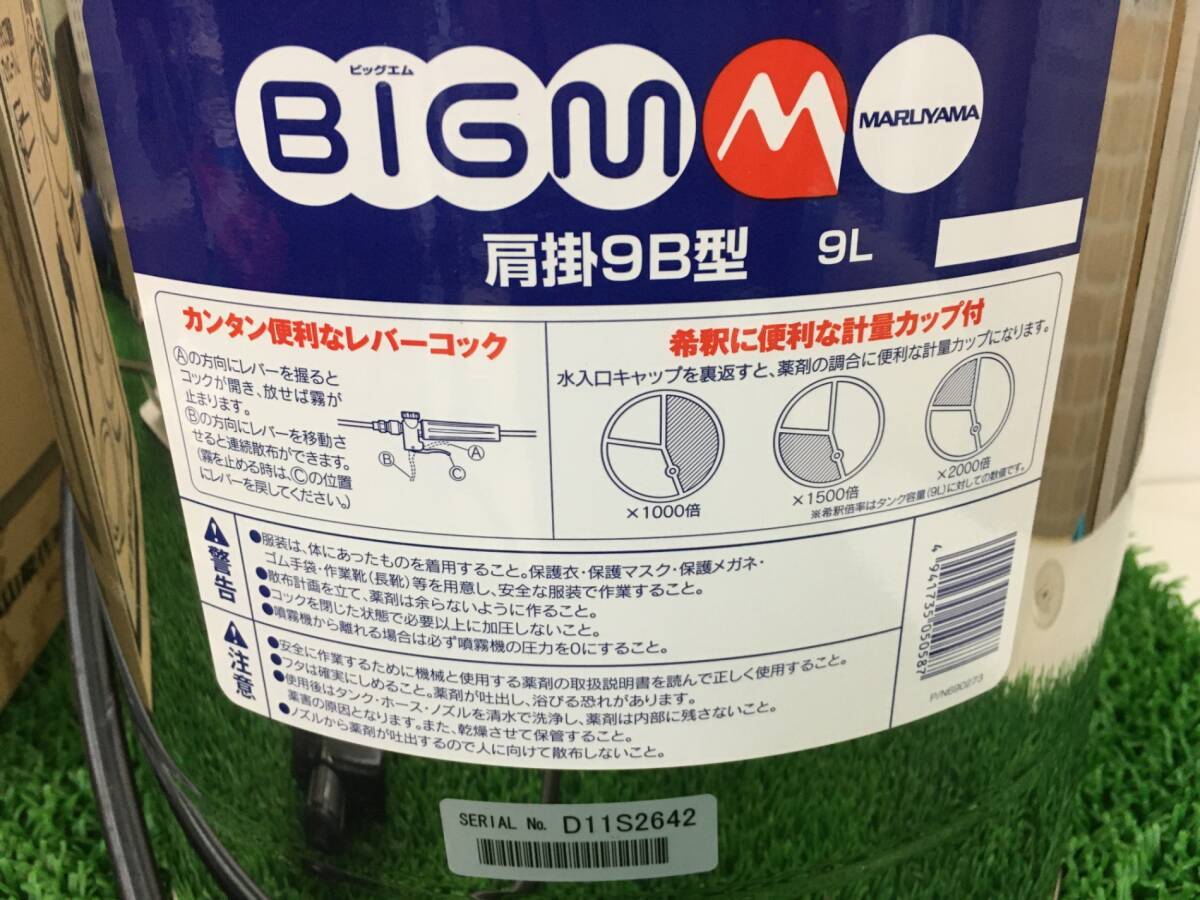 ビッグエム
BIGM
MARUYAMA
肩掛9B型 9L
カンタン便利なレバーコック
Ⓐの方向にレバーを握ると
コックが開き、放せば霧が
止まります。
Ⓑの方向にレバーを移動さ
せると連続散布ができます。
(霧を止める時は、Ⓒの位置
にレバーを戻してください。)
Ⓐ
Ⓑ
Ⓒ
希釈に便利な計量カップ付
水入口キャップを裏返すと、薬剤の調合に便利な計量カップになります。
×1000倍
×1500倍
×2000倍
※希釈倍率はタンク容量(9L)に対しての数値です。
警告
●服装は、体にあったものを着用すること。保護衣・保護マスク・保護メガネ・
ゴム手袋・作業靴(長靴)等を用意し、安全な服装で作業すること。
●散布計画を立て、薬剤は余らないように作ること。
●コックを閉じた状態で必要以上に加圧しないこと。
●噴霧機から離れる場合は必ず噴霧機の圧力を0にすること。
注意
●安全に作業するために機械と使用する薬剤の取扱説明書を読んで正しく使用すること。
●フタは確実にしめること。薬剤が吐出し、浴びる恐れがあります。
●使用後はタンク・ホース・ノズルを清水で洗浄し、薬剤は内部に残さないこと。
薬害の原因となります。また、乾燥させて保管すること。
●ノズルから薬剤が吐出するので人に向けて散布しないこと。
4 941735 050587
P/N690273
SERIAL No. D11S2642